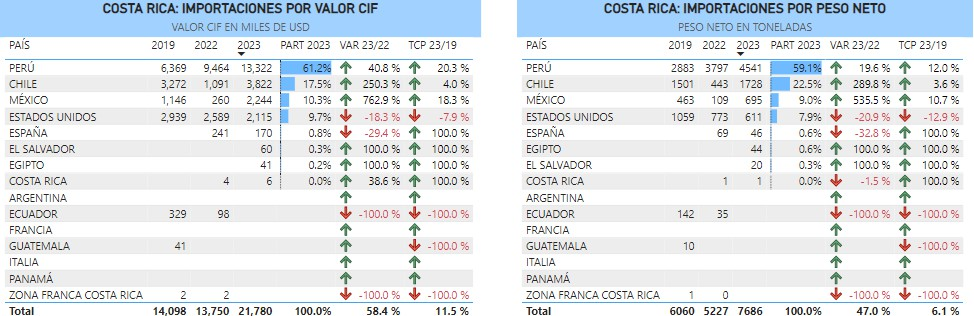 COSTA RICA: IMPORTACIONES POR VALOR CIF
VALOR CIF EN MILES DE USD
PAÍS 2019 2022 2023 PART 2023 VAR 23/22 TCP 23/19
PERÚ 6,369 9,464 13,322 61.2% 40.8 % 20.3 %
CHILE 3,272 1,091 3,822 17.5% 250.3 % 4.0 %
MÉXICO 1,146 260 2,244 10.3% 762.9 % 18.3 %
ESTADOS UNIDOS 2,939 2,589 2,115 9.7% -18.3 % -7.9 %
ESPAÑA 241 170 0.8% -29.4 % 100.0 %
EL SALVADOR 60 0.3% 100.0 % 100.0 %
EGIPTO 41 0.2% 100.0 % 100.0 %
COSTA RICA 4 6 0.0% 38.6 % 100.0 %
ARGENTINA
ECUADOR 329 98 -100.0 % -100.0 %
FRANCIA
GUATEMALA 41 -100.0 %
ITALIA
PANAMÁ
ZONA FRANCA COSTA RICA 2 2 -100.0 % -100.0 %
Total 14,098 13,750 21,780 100.0% 58.4 % 11.5 %
COSTA RICA: IMPORTACIONES POR PESO NETO
PESO NETO EN TONELADAS
PAÍS 2019 2022 2023 PART 2023 VAR 23/22 TCP 23/19
PERÚ 2883 3797 4541 59.1% 19.6 % 12.0 %
CHILE 1501 443 1728 22.5% 289.8 % 3.6 %
MÉXICO 463 109 695 9.0% 535.5 % 10.7 %
ESTADOS UNIDOS 1059 773 611 7.9% -20.9 % -12.9 %
ESPAÑA 69 46 0.6% -32.8 % 100.0 %
EGIPTO 44 0.6% 100.0 % 100.0 %
EL SALVADOR 20 0.3% 100.0 % 100.0 %
COSTA RICA 1 1 0.0% -1.5 % 100.0 %
ARGENTINA
ECUADOR 142 35 -100.0 % -100.0 %
FRANCIA
GUATEMALA 10 -100.0 %
ITALIA
PANAMÁ
ZONA FRANCA COSTA RICA 1 0 -100.0 % -100.0 %
Total 6060 5227 7686 100.0% 47.0 % 6.1 %